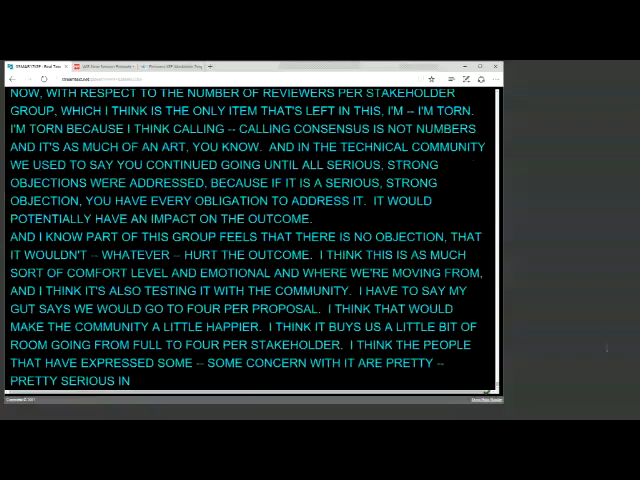 NOW, WITH RESPECT TO THE NUMBER OF REVIEWERS PER STAKEHOLDER
GROUP, WHICH I THINK IS THE ONLY ITEM THAT'S LEFT IN THIS, I'M -- I'M TORN.
I'M TORN BECAUSE I THINK CALLING -- CALLING CONSENSUS IS NOT NUMBERS
AND IT'S AS MUCH OF AN ART, YOU KNOW.  AND IN THE TECHNICAL COMMUNITY
WE USED TO SAY YOU CONTINUED GOING UNTIL ALL SERIOUS, STRONG
OBJECTIONS WERE ADDRESSED, BECAUSE IF IT IS A SERIOUS, STRONG
OBJECTION, YOU HAVE EVERY OBLIGATION TO ADDRESS IT.  IT WOULD
POTENTIALLY HAVE AN IMPACT ON THE OUTCOME.
AND I KNOW PART OF THIS GROUP FEELS THAT THERE IS NO OBJECTION, THAT
IT WOULDN'T -- WHATEVER -- HURT THE OUTCOME.  I THINK THIS IS AS MUCH
SORT OF COMFORT LEVEL AND EMOTIONAL AND WHERE WE'RE MOVING FROM,
AND I THINK IT'S ALSO TESTING IT WITH THE COMMUNITY.  I HAVE TO SAY MY
GUT SAYS WE WOULD GO TO FOUR PER PROPOSAL.  I THINK THAT WOULD
MAKE THE COMMUNITY A LITTLE HAPPIER.  I THINK IT BUYS US A LITTLE BIT OF
ROOM GOING FROM FULL TO FOUR PER STAKEHOLDER.  I THINK THE PEOPLE
THAT HAVE EXPRESSED SOME -- SOME CONCERN WITH IT ARE PRETTY --
PRETTY SERIOUS IN